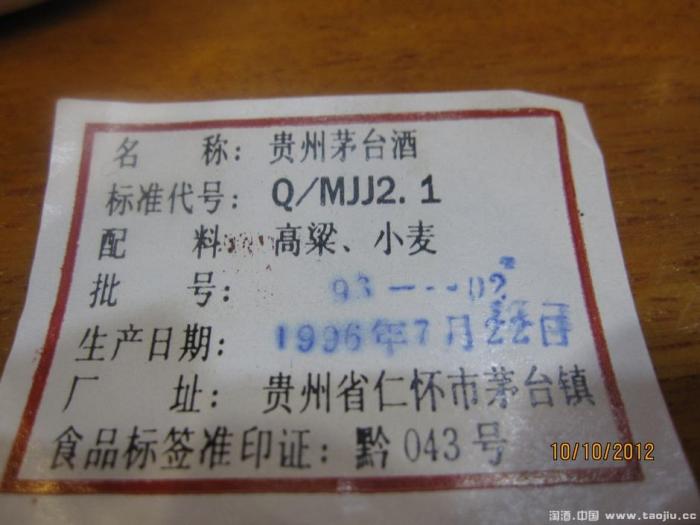 名 称：贵州茅台酒
标准代号：Q/MJJ2.1
配 料：高粱、小麦
批 号：93---02
生产日期：1996年7月22日
厂 址：贵州省仁怀市茅台镇
食品标签准印证：黔043号
10/10/2012
淘酒.中国 www.taojiu.cc